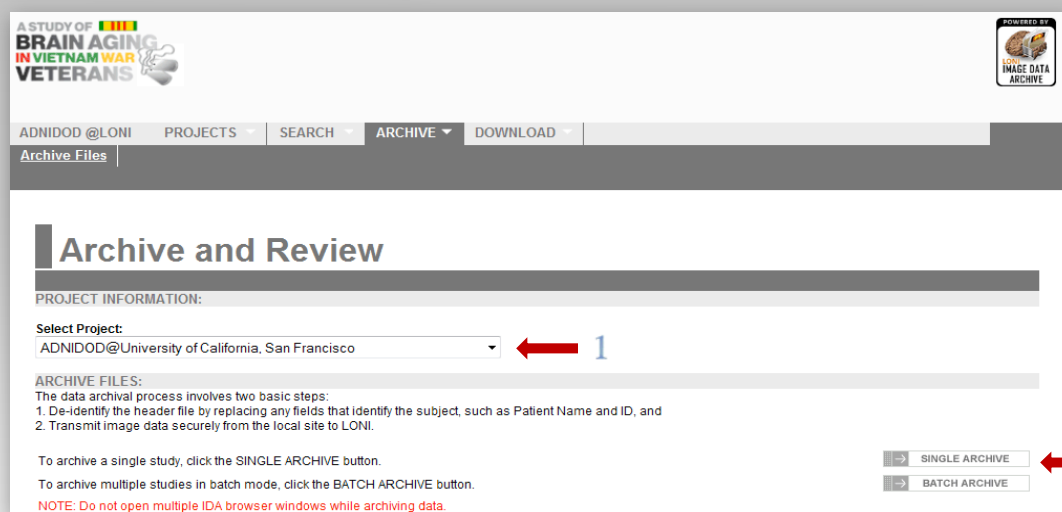 A STUDY OF
BRAIN AGING
IN VIETNAM WAR
VETERANS
POWERED BY
LONI
IMAGE DATA
ARCHIVE
ADNIDOD @LONI PROJECTS SEARCH ARCHIVE DOWNLOAD
Archive Files
Archive and Review
PROJECT INFORMATION:
Select Project:
ADNIDOD@University of California, San Francisco
1
ARCHIVE FILES:
The data archival process involves two basic steps:
1. De-identify the header file by replacing any fields that identify the subject, such as Patient Name and ID, and
2. Transmit image data securely from the local site to LONI.
To archive a single study, click the SINGLE ARCHIVE button.
SINGLE ARCHIVE
To archive multiple studies in batch mode, click the BATCH ARCHIVE button.
BATCH ARCHIVE
NOTE: Do not open multiple IDA browser windows while archiving data.